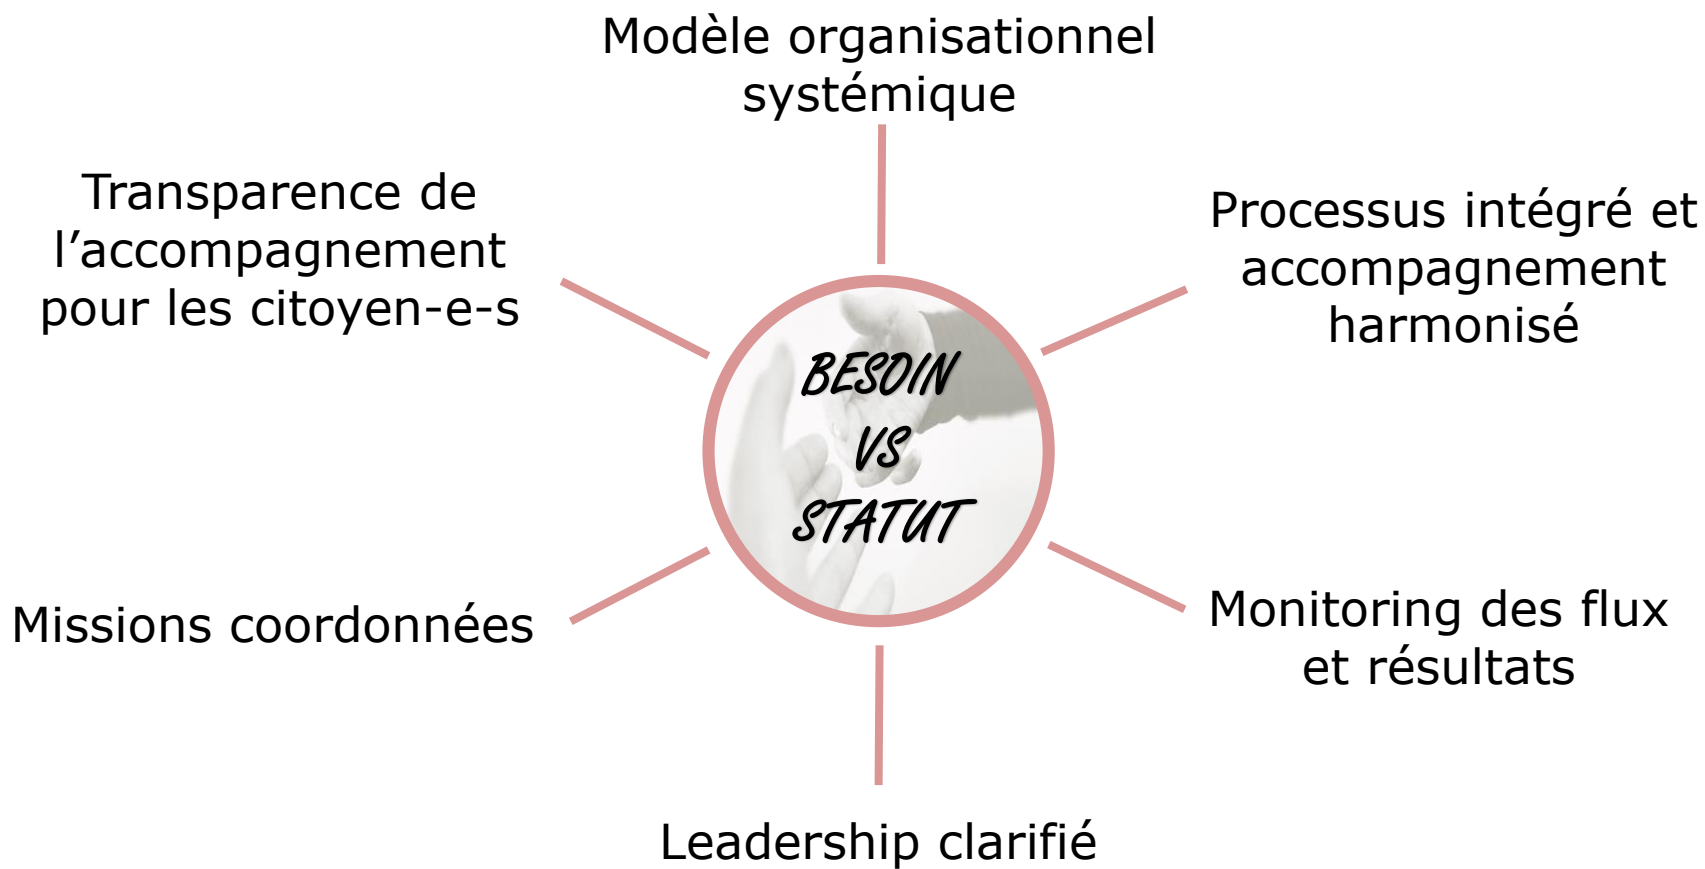 Modèle organisationnel
systémique
Transparence de
l’accompagnement
pour les citoyen-e-s
Processus intégré et
accompagnement
harmonisé
BESOIN
VS
STATUT
Missions coordonnées
Monitoring des flux
et résultats
Leadership clarifié